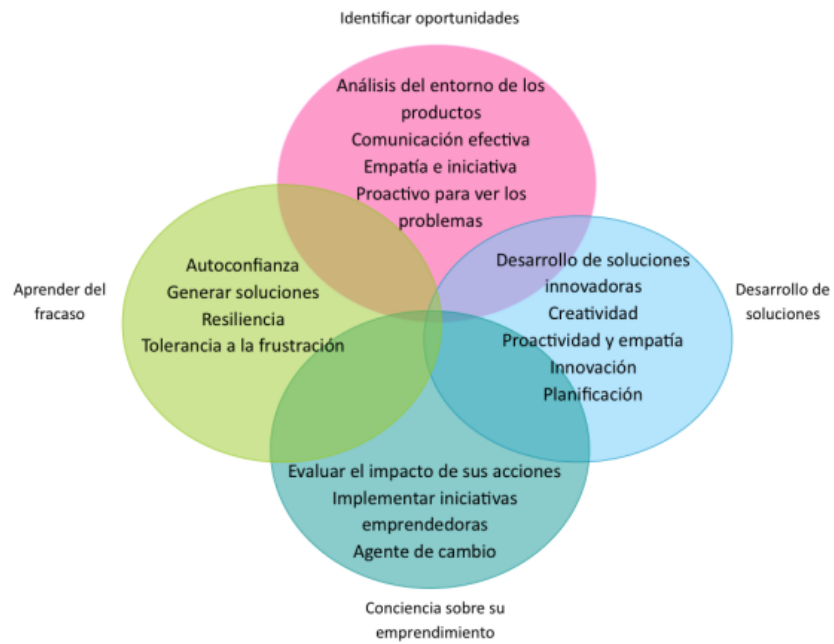 Identificar oportunidades
Análisis del entorno de los
productos
Comunicación efectiva
Empatía e iniciativa
Proactivo para ver los
problemas
Aprender del
fracaso
Autoconfianza
Generar soluciones
Resiliencia
Tolerancia a la frustración
Desarrollo de soluciones
innovadoras
Creatividad
Proactividad y empatía
Innovación
Planificación
Desarrollo de
soluciones
Evaluar el impacto de sus acciones
Implementar iniciativas
emprendedoras
Agente de cambio
Conciencia sobre su
emprendimiento